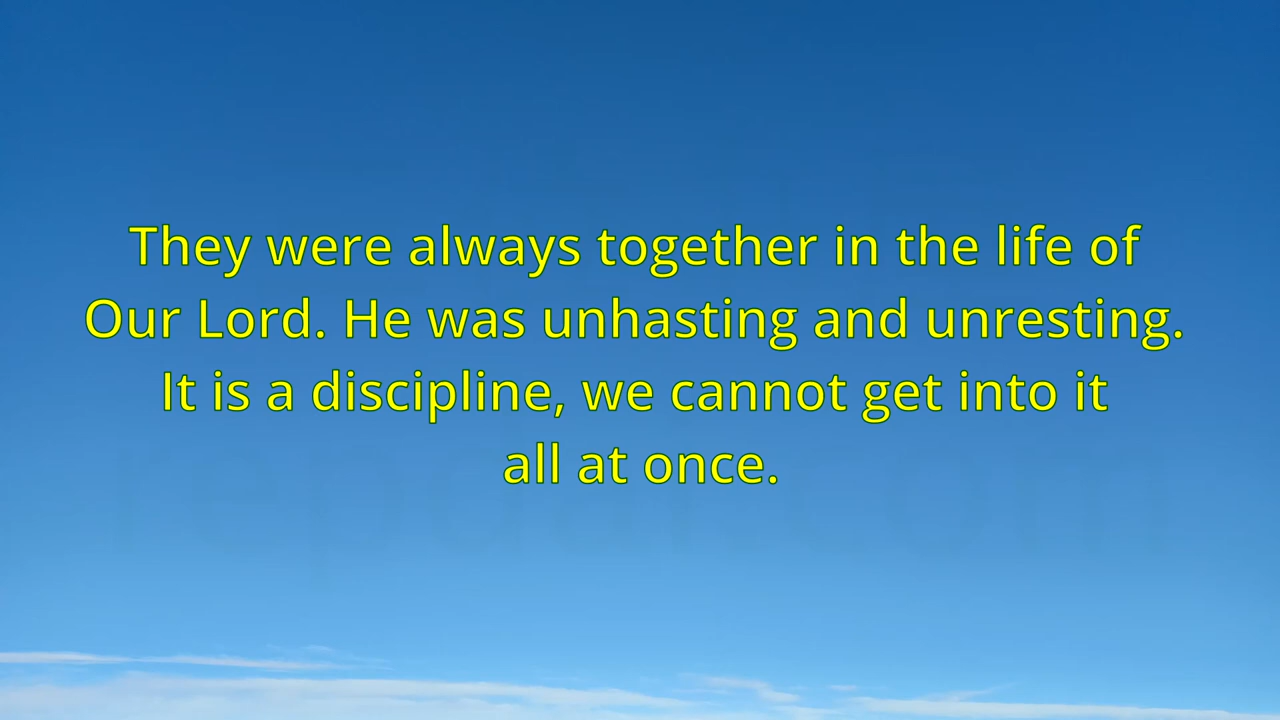 They were always together in the life of
Our Lord. He was unhasting and unresting.
It is a discipline, we cannot get into it
all at once.